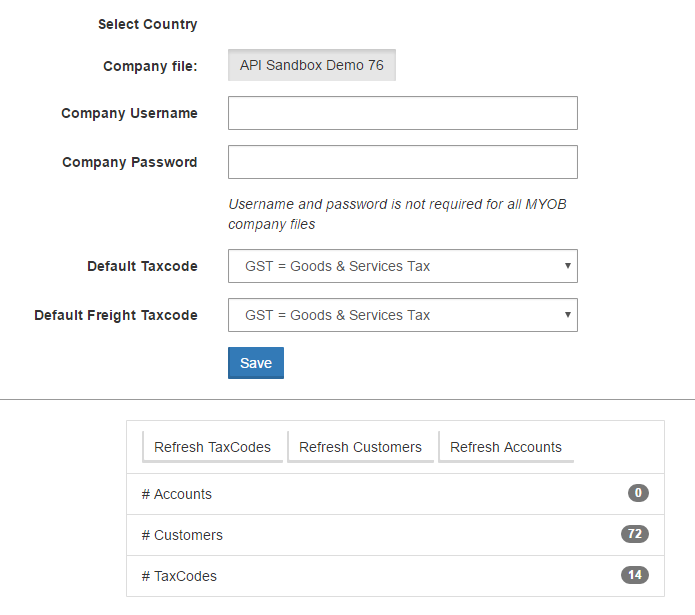 Select Country
Company file: API Sandbox Demo 76
Company Username
Company Password
Username and password is not required for all MYOB
company files
Default Taxcode GST = Goods & Services Tax
Default Freight Taxcode GST = Goods & Services Tax
Save
Refresh TaxCodes Refresh Customers Refresh Accounts
# Accounts 0
# Customers 72
# TaxCodes 14